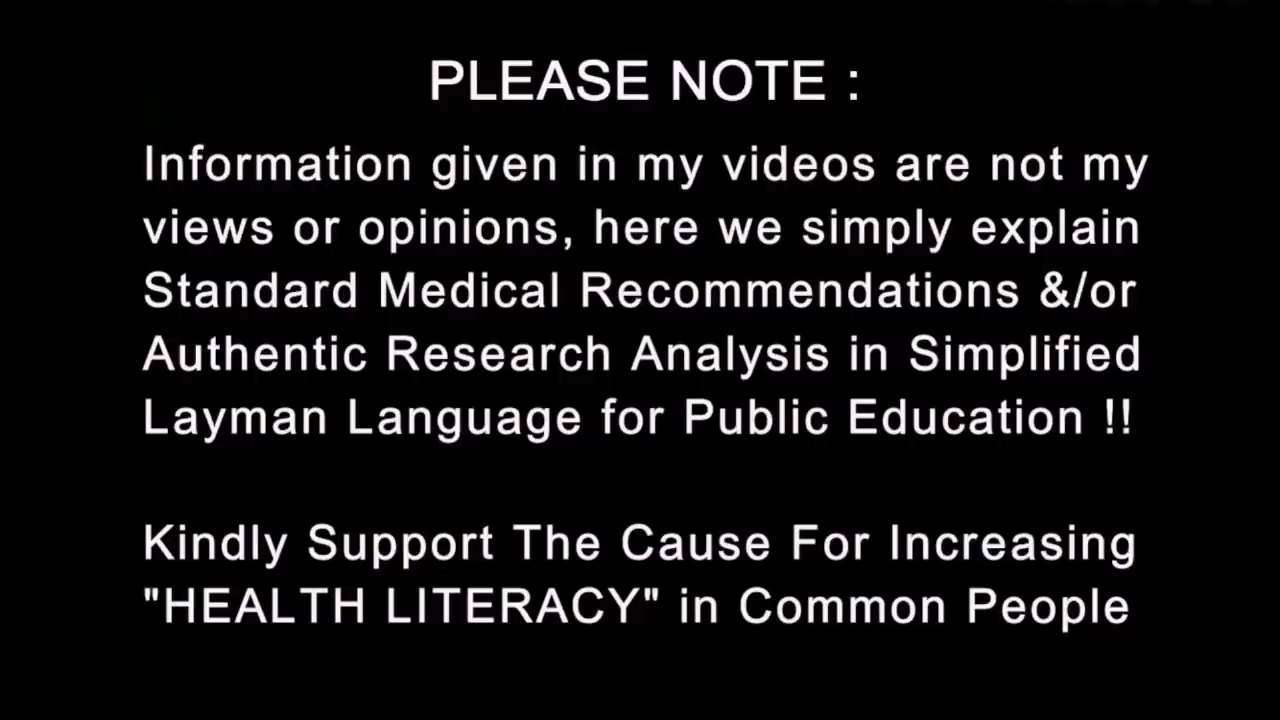 PLEASE NOTE :
Information given in my videos are not my
views or opinions, here we simply explain
Standard Medical Recommendations &/or
Authentic Research Analysis in Simplified
Layman Language for Public Education !!
Kindly Support The Cause For Increasing
"HEALTH LITERACY" in Common People